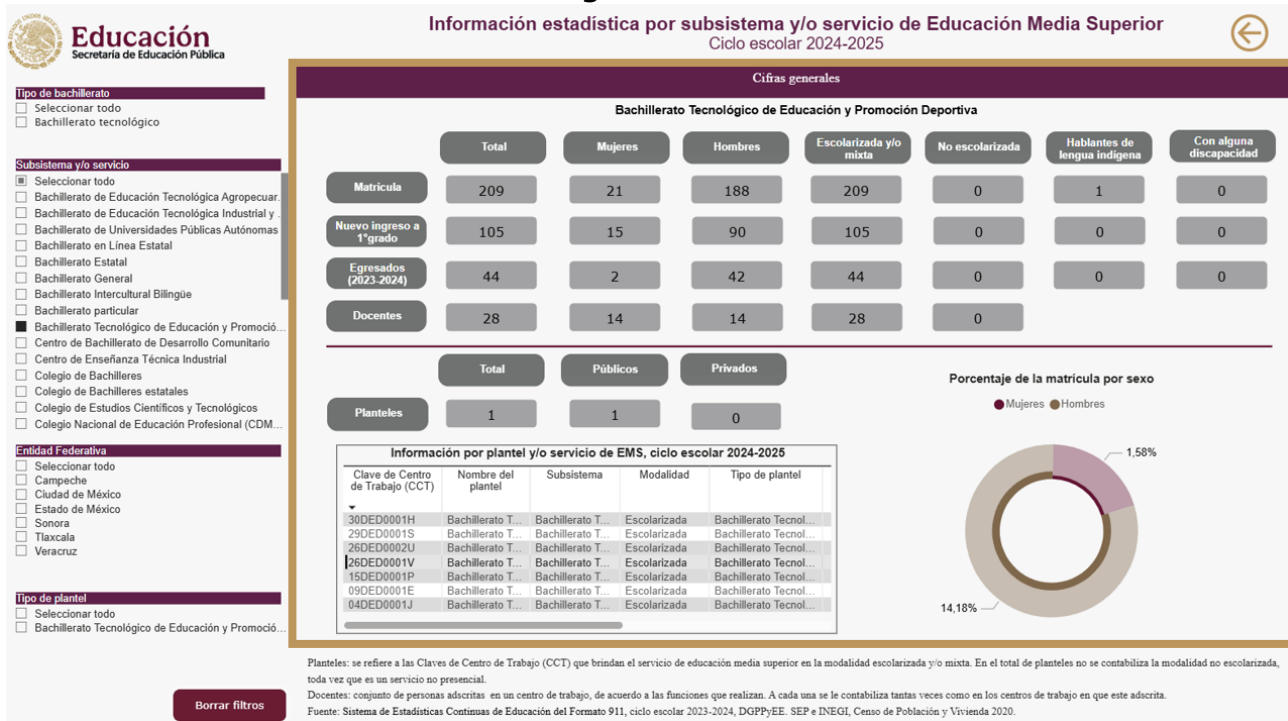 Información estadística por subsistema y/o servicio de Educación Media Superior
Ciclo escolar 2024-2025
Educación
Secretaría de Educación Pública
Tipo de bachillerato
Seleccionar todo
Bachillerato tecnológico
Subsistema y/o servicio
Seleccionar todo
Bachillerato de Educación Tecnológica Agropecuar...
Bachillerato de Educación Tecnológica Industrial y ...
Bachillerato de Universidades Públicas Autónomas
Bachillerato en Línea Estatal
Bachillerato Estatal
Bachillerato General
Bachillerato Intercultural Bilingüe
Bachillerato particular
Bachillerato Tecnológico de Educación y Promoció...
Centro de Bachillerato de Desarrollo Comunitario
Centro de Enseñanza Técnica Industrial
Colegio de Bachilleres
Colegio de Bachilleres estatales
Colegio de Estudios Científicos y Tecnológicos
Colegio Nacional de Educación Profesional (CDM...
Entidad Federativa
Seleccionar todo
Campeche
Ciudad de México
Estado de México
Sonora
Tlaxcala
Veracruz
Tipo de plantel
Seleccionar todo
Bachillerato Tecnológico de Educación y Promoció...
Borrar filtros
Cifras generales
Bachillerato Tecnológico de Educación y Promoción Deportiva
Total Mujeres Hombres Escolarizada y/o mixta No escolarizada Hablantes de lengua indígena Con alguna discapacidad
Matrícula 209 21 188 209 0 1 0
Nuevo ingreso a 1°grado 105 15 90 105 0 0 0
Egresados (2023-2024) 44 2 42 44 0 0 0
Docentes 28 14 14 28 0
Total Públicos Privados
Planteles 1 1 0
Información por plantel y/o servicio de EMS, ciclo escolar 2024-2025
Clave de Centro de Trabajo (CCT) Nombre del plantel Subsistema Modalidad Tipo de plantel
30DED0001H Bachillerato T... Bachillerato T... Escolarizada Bachillerato Tecnol...
29DED0001S Bachillerato T... Bachillerato T... Escolarizada Bachillerato Tecnol...
26DED0002U Bachillerato T... Bachillerato T... Escolarizada Bachillerato Tecnol...
26DED0001V Bachillerato T... Bachillerato T... Escolarizada Bachillerato Tecnol...
15DED0001P Bachillerato T... Bachillerato T... Escolarizada Bachillerato Tecnol...
09DED0001E Bachillerato T... Bachillerato T... Escolarizada Bachillerato Tecnol...
04DED0001J Bachillerato T... Bachillerato T... Escolarizada Bachillerato Tecnol...
Porcentaje de la matrícula por sexo
Mujeres Hombres
1,58%
14,18%
Planteles: se refiere a las Claves de Centro de Trabajo (CCT) que brindan el servicio de educación media superior en la modalidad escolarizada y/o mixta. En el total de planteles no se contabiliza la modalidad no escolarizada,
toda vez que es un servicio no presencial.
Docentes: conjunto de personas adscritas en un centro de trabajo, de acuerdo a las funciones que realizan. A cada una se le contabiliza tantas veces como en los centros de trabajo en que este adscrita.
Fuente: Sistema de Estadísticas Continuas de Educación del Formato 911, ciclo escolar 2023-2024, DGPPyEE. SEP e INEGI, Censo de Población y Vivienda 2020.